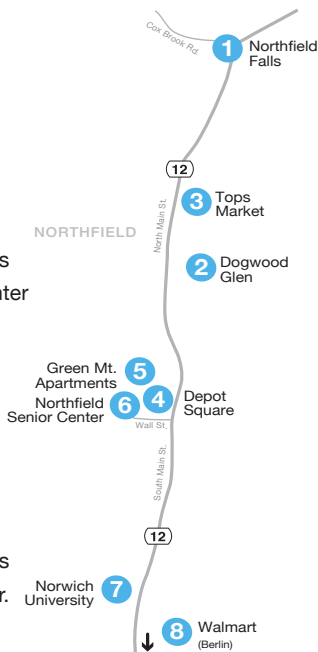 Cox Brook Rd.
1
Northfield
Falls
12
3
Tops
Market
North Main St.
NORTHFIELD
s
nter
2
Dogwood
Glen
Green Mt.
Apartments
5
Northfield
Senior Center
6
4
Depot
Square
Wall St.
South Main St.
12
s
r.
Norwich
University
7
8
Walmart
(Berlin)